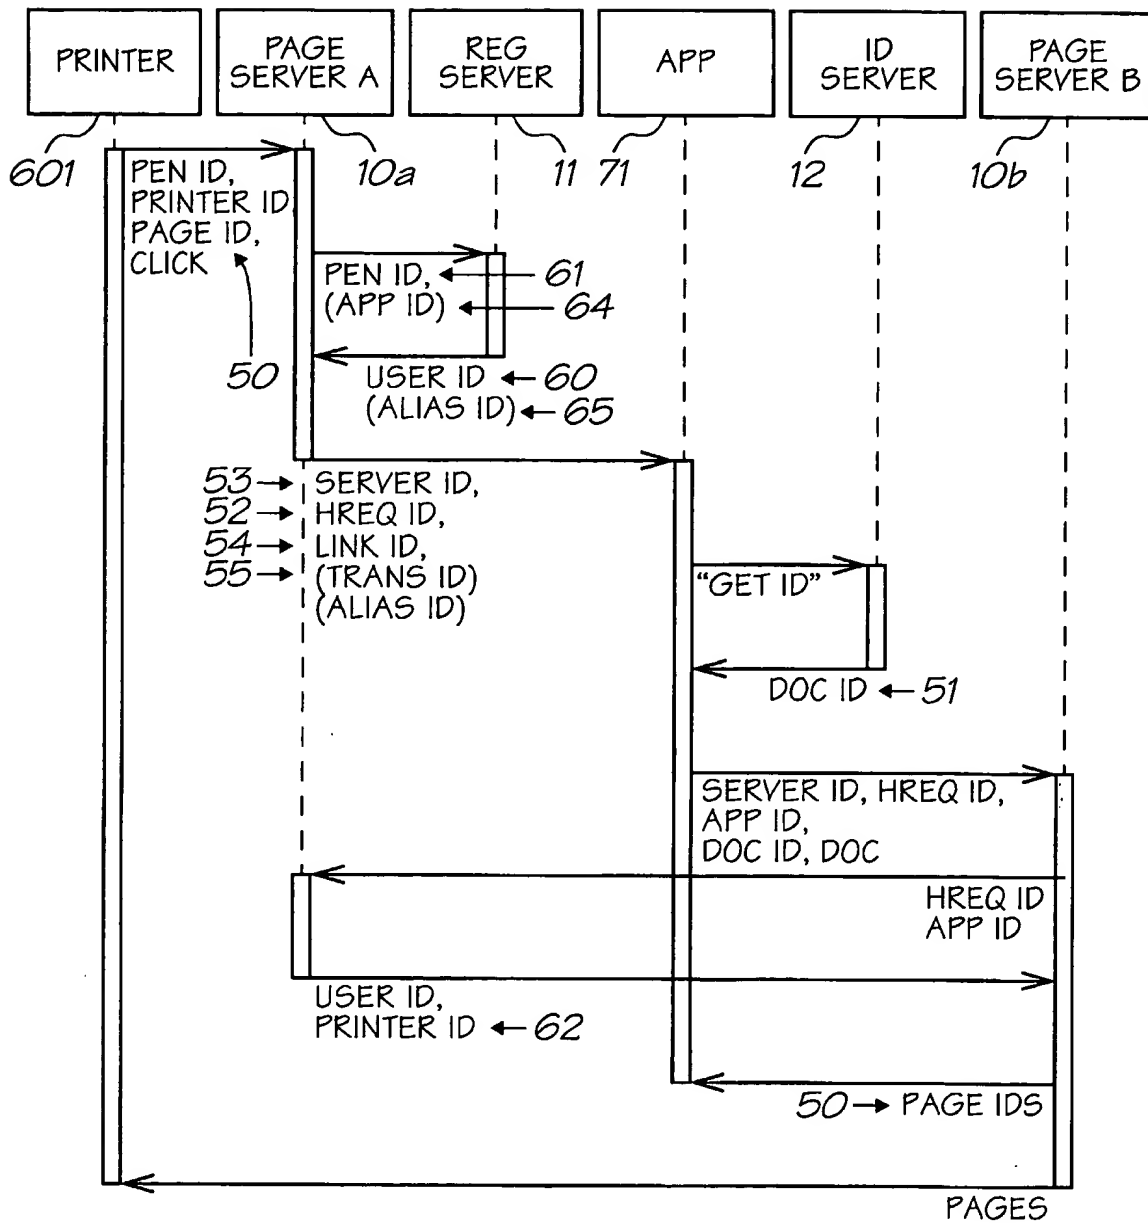 PRINTER
PAGE
SERVER A
REG
SERVER
APP
ID
SERVER
PAGE
SERVER B
601
10a
11
71
12
10b
PEN ID,
PRINTER ID
PAGE ID,
CLICK
50
PEN ID,
61
(APP ID)
64
USER ID
60
(ALIAS ID)
65
53
SERVER ID,
52
HREQ ID,
54
LINK ID,
55
(TRANS ID)
(ALIAS ID)
"GET ID"
DOC ID
51
SERVER ID, HREQ ID,
APP ID,
DOC ID, DOC
HREQ ID
APP ID
USER ID,
PRINTER ID
62
50
PAGE IDS
PAGES